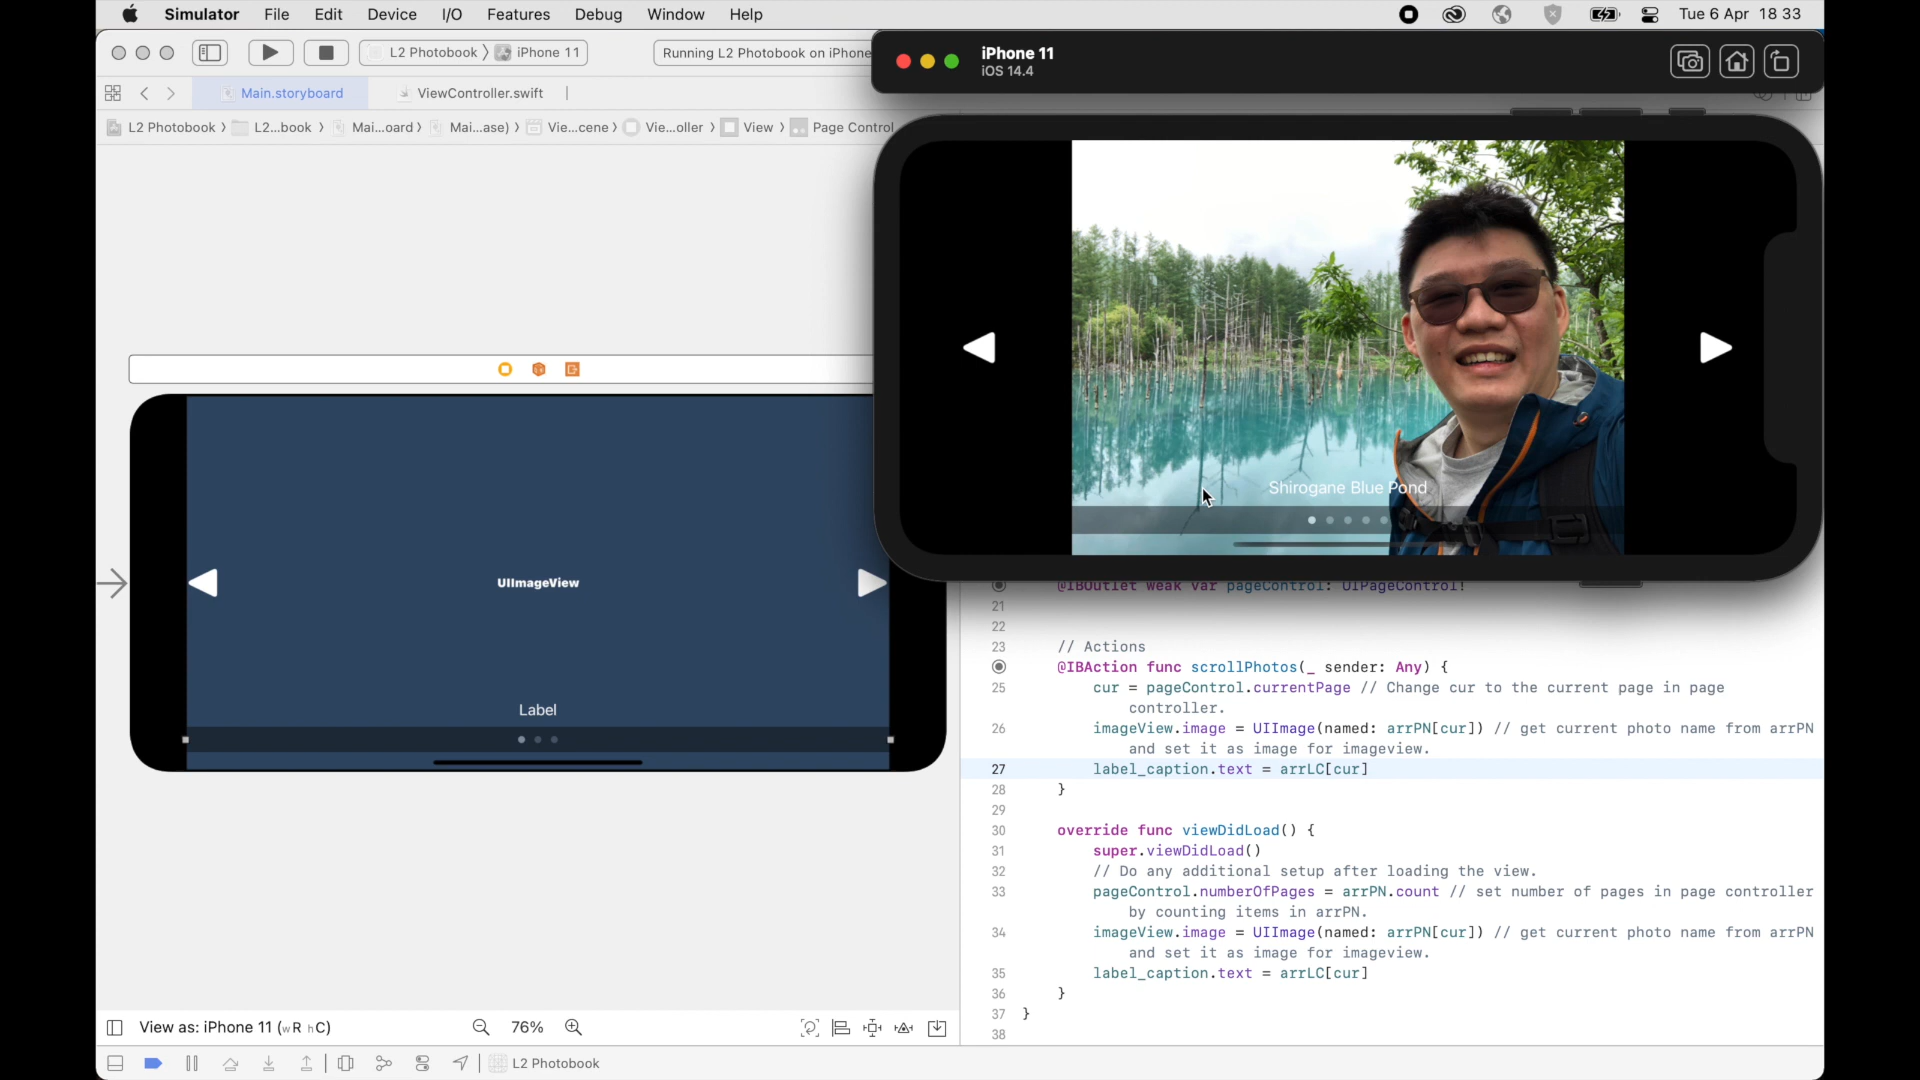 Simulator File Edit Device I/O Features Debug Window Help Tue 6 Apr 18 33
L2 Photobook 〉 iPhone 11 Running L2 Photobook on iPhone
iPhone 11
iOS 14.4
Main.storyboard ViewController.swift
L2 Photobook 〉 L2...book 〉 Mai...oard 〉 Mai...ase) 〉 Vie...cene 〉 Vie...oller 〉 View 〉 Page Control
Shirogane Blue Pond
UIImageView
Label
@IBOutlet weak var pageControl: UIPageControl!
21
22
23 // Actions
@IBAction func scrollPhotos(_ sender: Any) {
25 cur = pageControl.currentPage // Change cur to the current page in page
controller.
26 imageView.image = UIImage(named: arrPN[cur]) // get current photo name from arrPN
and set it as image for imageview.
27 label_caption.text = arrLC[cur]
28 }
29
30 override func viewDidLoad() {
31 super.viewDidLoad()
32 // Do any additional setup after loading the view.
33 pageControl.numberOfPages = arrPN.count // set number of pages in page controller
by counting items in arrPN.
34 imageView.image = UIImage(named: arrPN[cur]) // get current photo name from arrPN
and set it as image for imageview.
35 label_caption.text = arrLC[cur]
36 }
37 }
38
View as: iPhone 11 (wR hC) 76%
L2 Photobook